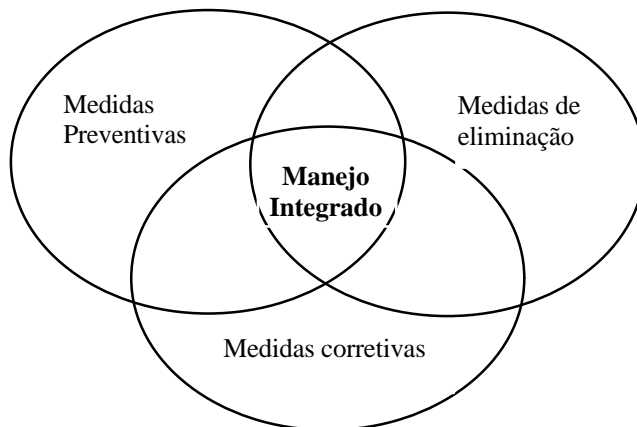 Medidas
Preventivas
Medidas de
eliminação
Manejo
Integrado
Medidas corretivas